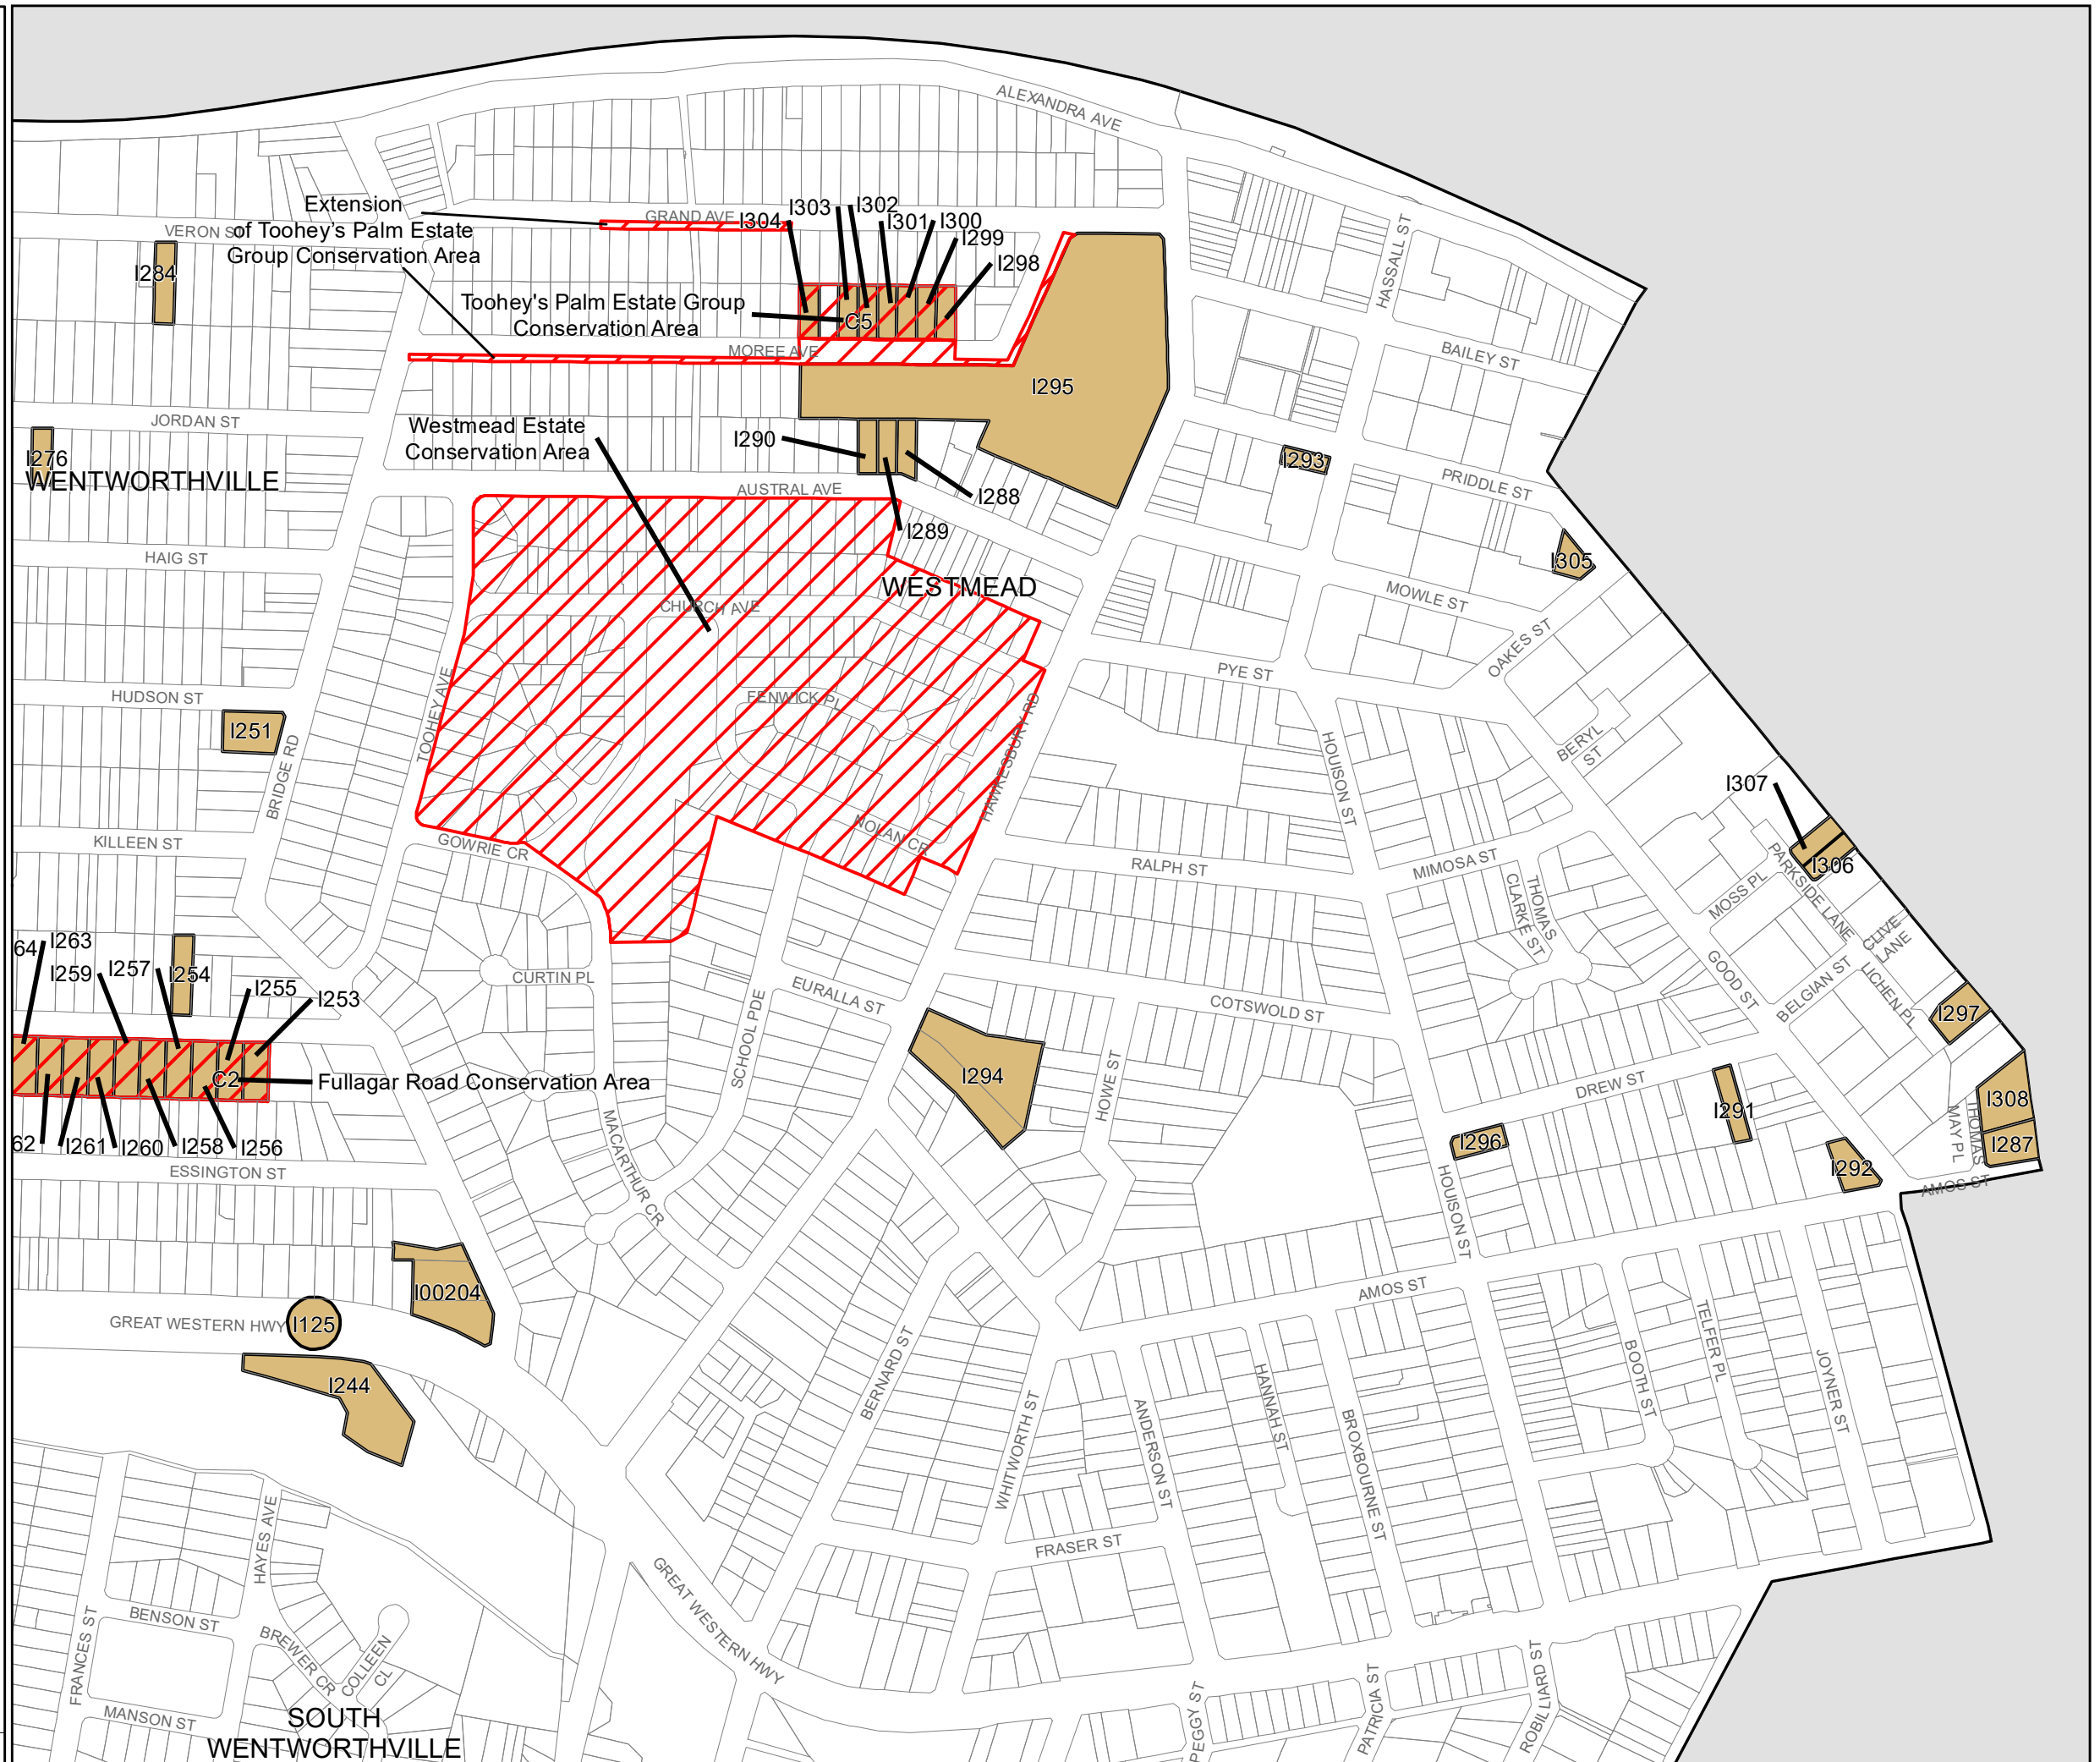 ALEXANDRA AVE
Extension
of Toohey's Palm Estate
Group Conservation Area
GRAND AVE
I304
I303
I302
I301
I300
I299
I298
VERON ST
I284
HASSALL ST
Toohey's Palm Estate Group
Conservation Area
C5
MOREE AVE
BAILEY ST
I295
JORDAN ST
Westmead Estate
Conservation Area
I290
I276
WENTWORTHVILLE
I293
PRIDDLE ST
AUSTRAL AVE
I288
I289
HAIG ST
I305
WESTMEAD
MOWLE ST
CHURCH AVE
OAKES ST
PYE ST
HUDSON ST
FENWICK PL
TOOHEY AVE
I251
HAWKESBURY RD
BERYL
ST
BRIDGE RD
HOUISON ST
I307
KILLEEN ST
GOWRIE CR
NOLAN CR
RALPH ST
MIMOSA ST
I306
PARKSIDE LANE
MOSS PL
THOMAS
CLARKE ST
CLIVE
LANE
64
I263
I259
I257
I254
I255
I253
CURTIN PL
EURALLA ST
COTSWOLD ST
GOOD ST
BELGIAN ST
LICHEN PL
I297
SCHOOL PDE
C2
Fullagar Road Conservation Area
I294
HOWE ST
DREW ST
I291
I308
62
I261
I260
I258
I256
MACARTHUR CR
I296
I292
THOMAS
MAY PL
I287
ESSINGTON ST
HOUISON ST
AMOS ST
I00204
AMOS ST
GREAT WESTERN HWY
I125
I244
BERNARD ST
WHITWORTH ST
ANDERSON ST
HANNAH ST
BROXBOURNE ST
BOOTH ST
TELFER PL
JOYNER ST
HAYES AVE
FRASER ST
GREAT WESTERN HWY
BENSON ST
FRANCES ST
BREWER CR
COLLEEN
CL
MANSON ST
SOUTH
WENTWORTHVILLE
PEGGY ST
PATRICIA ST
ROBILLIARD ST